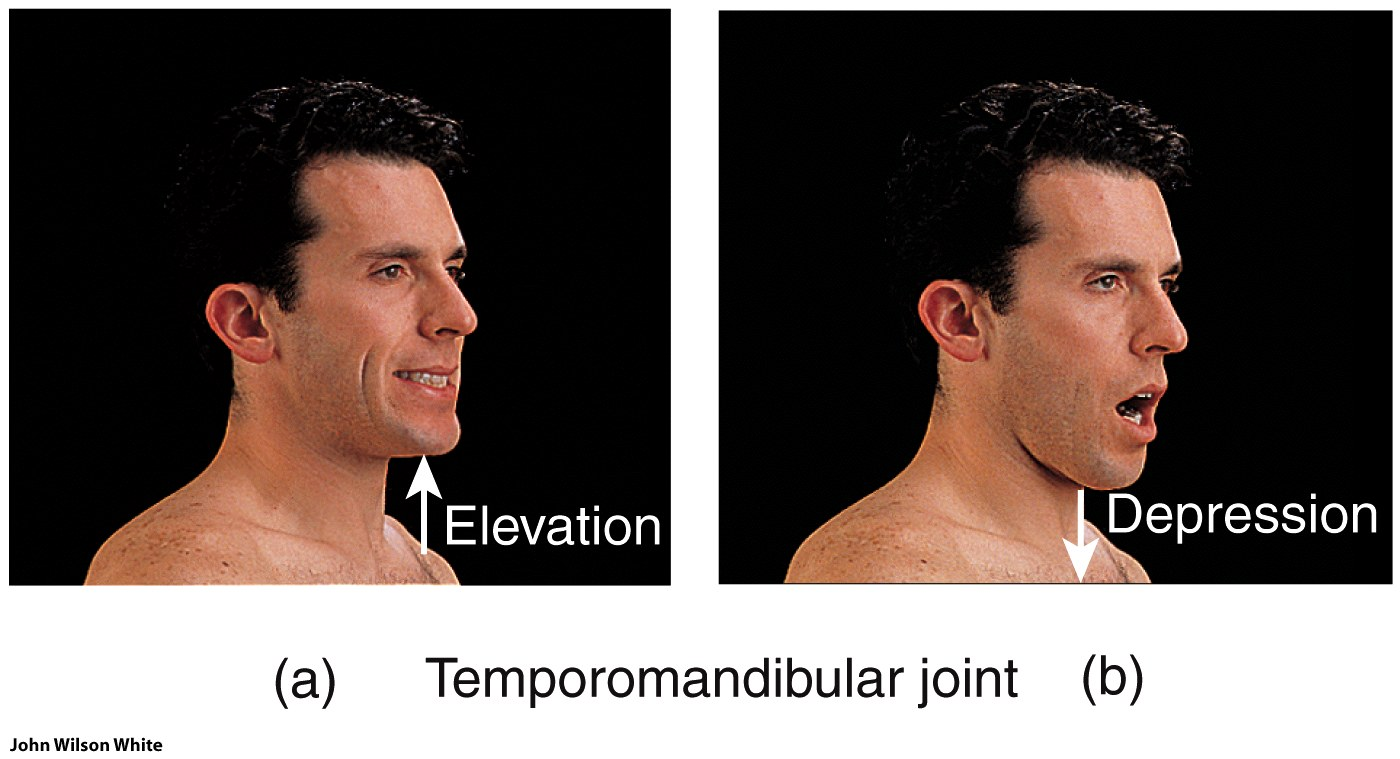 Elevation
Depression
(a) Temporomandibular joint (b)
John Wilson White